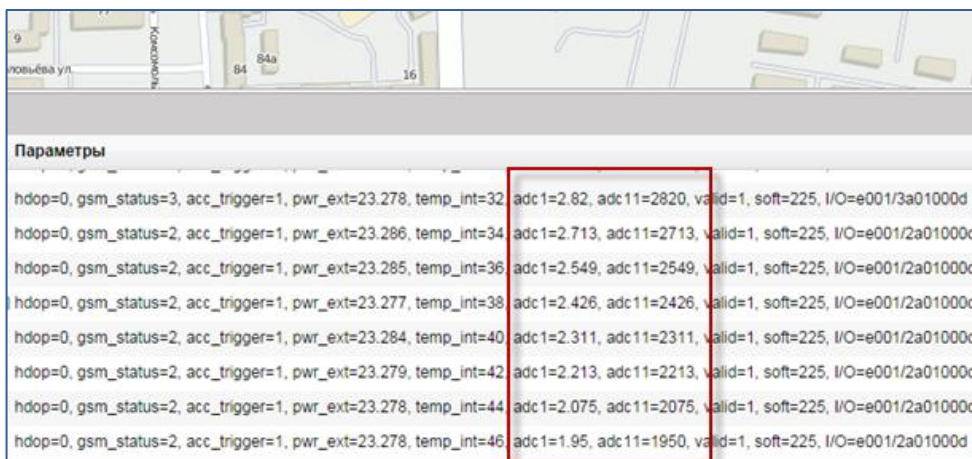 9
Комсомоль
ловьёва ул.
84
84а
16
Параметры
hdop=0, gsm_status=3, acc_trigger=1, pwr_ext=23.278, temp_int=32, adc1=2.82, adc11=2820, valid=1, soft=225, I/O=e001/3a01000d
hdop=0, gsm_status=2, acc_trigger=1, pwr_ext=23.286, temp_int=34, adc1=2.713, adc11=2713, valid=1, soft=225, I/O=e001/2a01000d
hdop=0, gsm_status=2, acc_trigger=1, pwr_ext=23.285, temp_int=36, adc1=2.549, adc11=2549, valid=1, soft=225, I/O=e001/2a01000d
hdop=0, gsm_status=2, acc_trigger=1, pwr_ext=23.277, temp_int=38, adc1=2.426, adc11=2426, valid=1, soft=225, I/O=e001/2a01000d
hdop=0, gsm_status=2, acc_trigger=1, pwr_ext=23.284, temp_int=40, adc1=2.311, adc11=2311, valid=1, soft=225, I/O=e001/2a01000d
hdop=0, gsm_status=2, acc_trigger=1, pwr_ext=23.279, temp_int=42, adc1=2.213, adc11=2213, valid=1, soft=225, I/O=e001/2a01000d
hdop=0, gsm_status=2, acc_trigger=1, pwr_ext=23.278, temp_int=44, adc1=2.075, adc11=2075, valid=1, soft=225, I/O=e001/2a01000d
hdop=0, gsm_status=2, acc_trigger=1, pwr_ext=23.278, temp_int=46, adc1=1.95, adc11=1950, valid=1, soft=225, I/O=e001/2a01000d